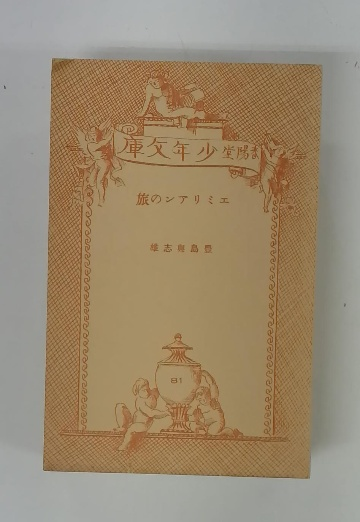 春陽堂少年文庫
エミリアンの旅
豊島與志雄
81